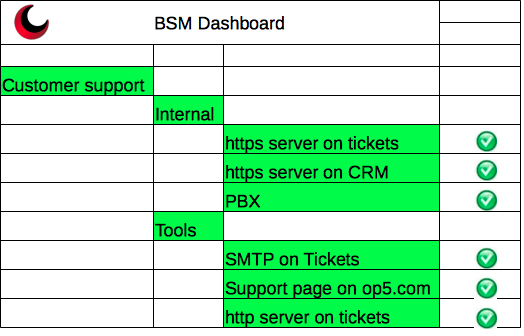 BSM Dashboard
Customer support
Internal
https server on tickets
https server on CRM
PBX
Tools
SMTP on Tickets
Support page on op5.com
http server on tickets